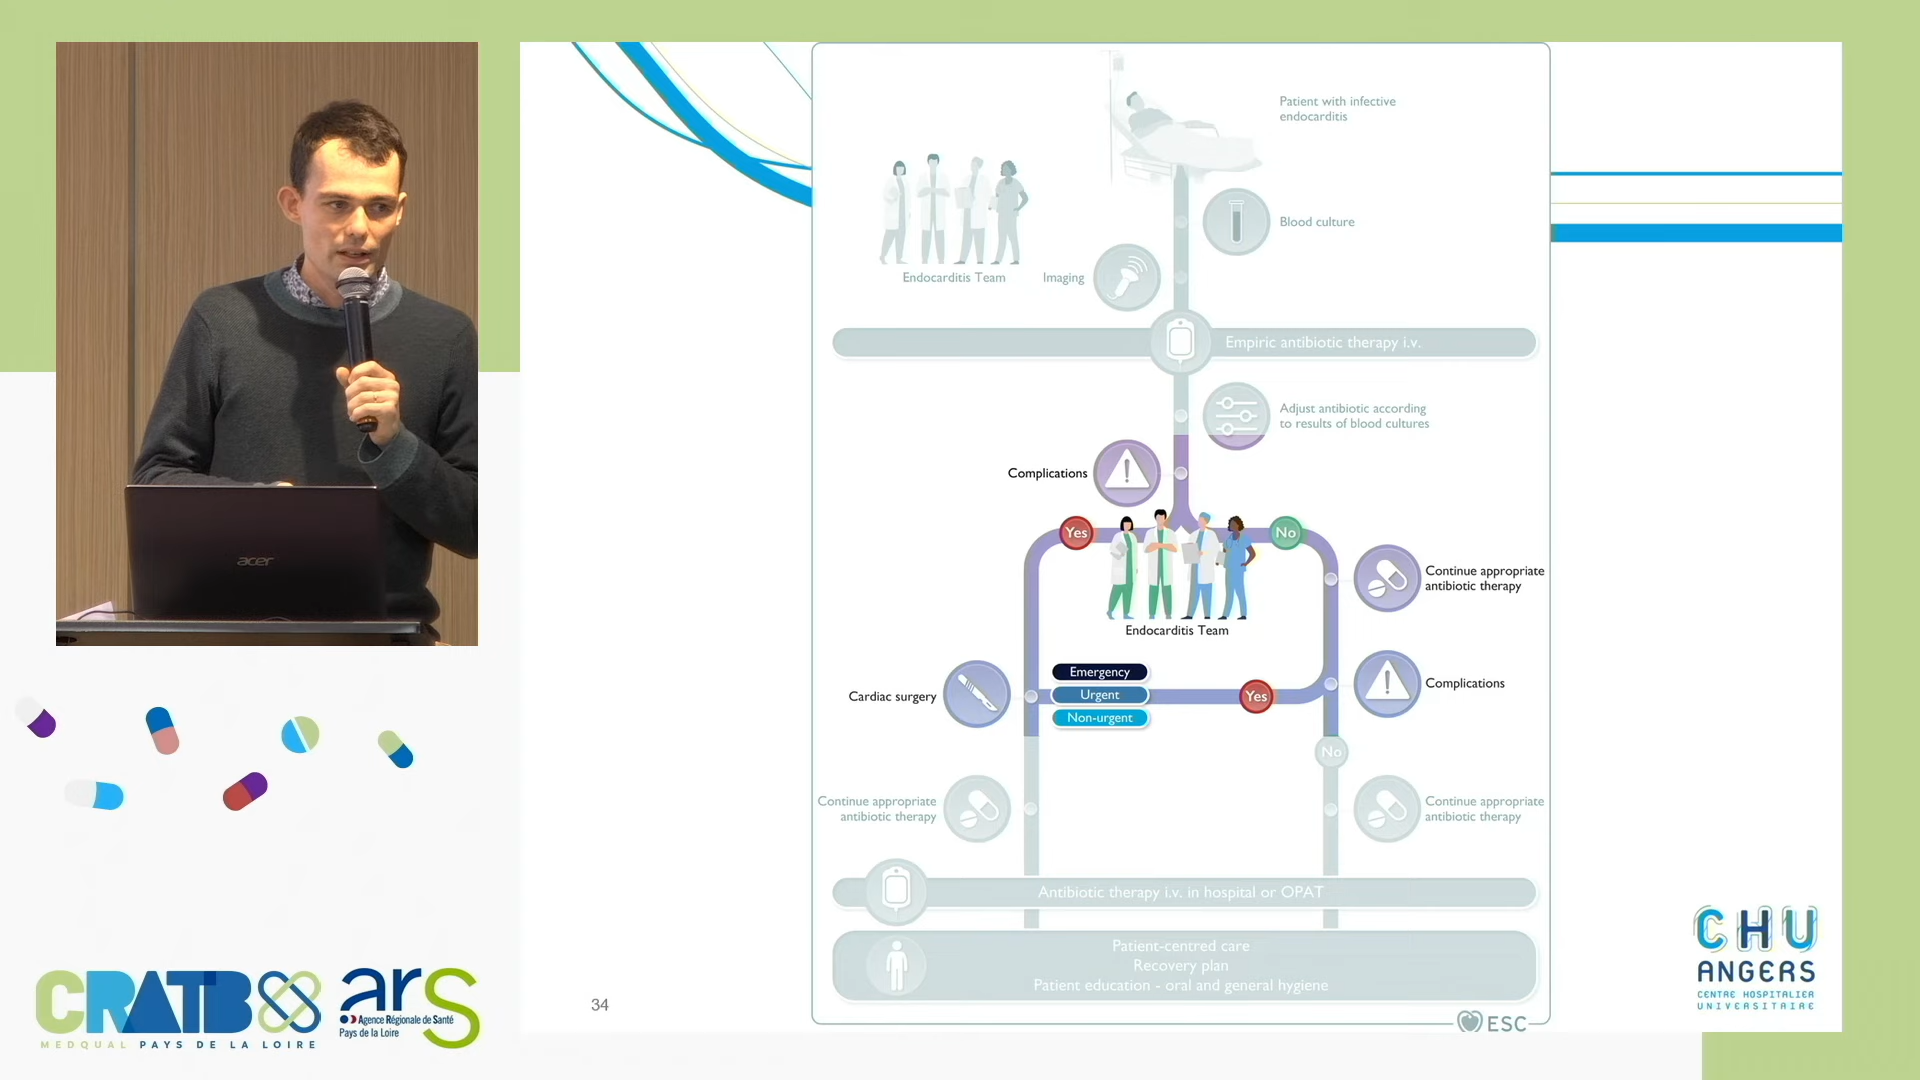 Patient with infective
endocarditis
Blood culture
Endocarditis Team
Imaging
Empiric antibiotic therapy i.v.
Adjust antibiotic according
to results of blood cultures
Complications
Yes
No
Continue appropriate
antibiotic therapy
Endocarditis Team
Emergency
Cardiac surgery
Urgent
Yes
Complications
Non-urgent
No
Continue appropriate
antibiotic therapy
Continue appropriate
antibiotic therapy
Antibiotic therapy i.v. in hospital or OPAT
Patient-centred care
Recovery plan
Patient education - oral and general hygiene
ESC
34
acer
CRATB
MEDQUAL PAYS DE LA LOIRE
ars
Agence Régionale de Santé
Pays de la Loire
CHU
ANGERS
CENTRE HOSPITALIER
UNIVERSITAIRE